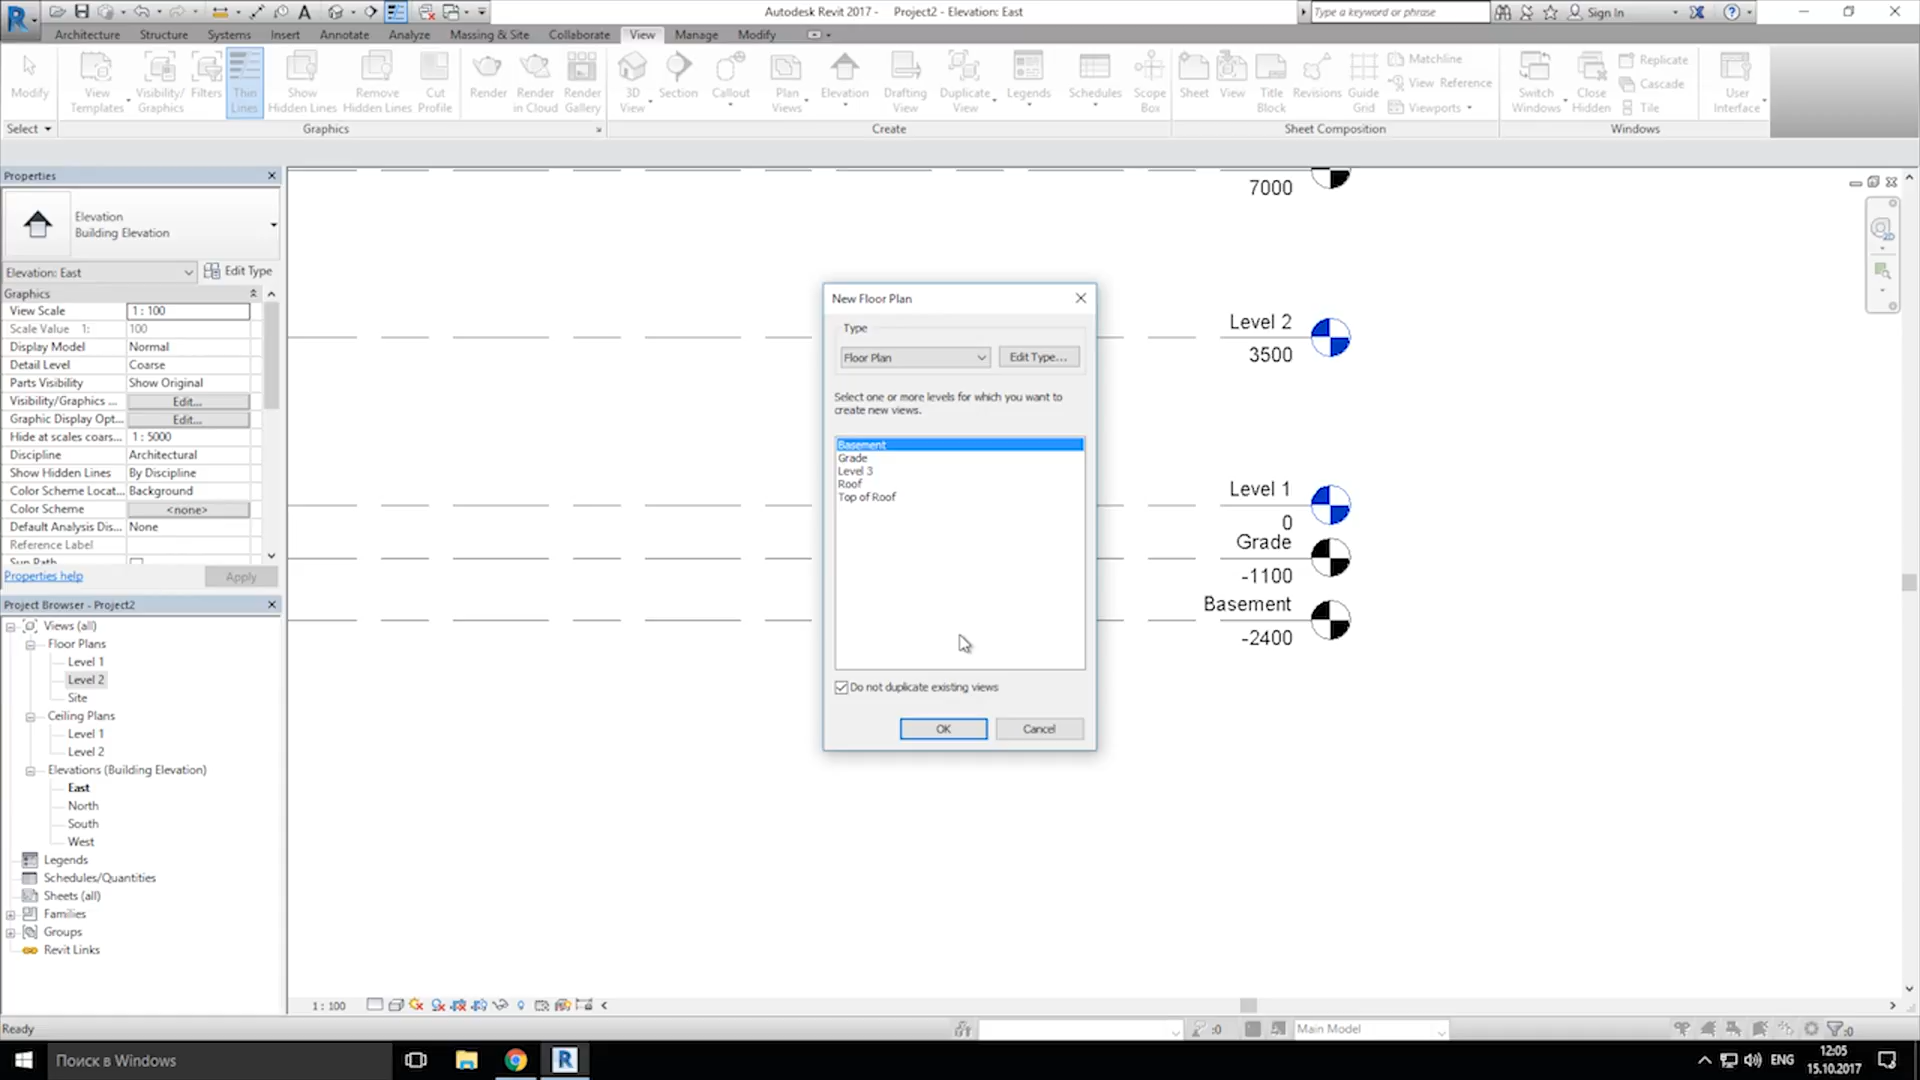 Autodesk Revit 2017 - Project2 - Elevation: East
Type a keyword or phrase
Sign In
Architecture Structure Systems Insert Annotate Analyze Massing & Site Collaborate View Manage Modify
Modify
View Templates
Visibility/ Graphics
Filters
Thin Lines
Show Hidden Lines
Remove Hidden Lines
Cut Profile
Render
Render in Cloud
Render Gallery
3D View
Section
Callout
Plan Views
Elevation
Drafting View
Duplicate View
Legends
Schedules
Scope Box
Sheet
View
Title Block
Revisions
Guide Grid
Matchline
View Reference
Viewports
Switch Windows
Close Hidden
Replicate
Cascade
Tile
User Interface
Select
Graphics
Create
Sheet Composition
Windows
Properties
Elevation
Building Elevation
Elevation: East
Edit Type
Graphics
View Scale 1 : 100
Scale Value 1: 100
Display Model Normal
Detail Level Coarse
Parts Visibility Show Original
Visibility/Graphics ... Edit...
Graphic Display Opt... Edit...
Hide at scales coars... 1 : 5000
Discipline Architectural
Show Hidden Lines By Discipline
Color Scheme Locat... Background
Color Scheme <none>
Default Analysis Dis... None
Reference Label
Sun Path
Properties help
Apply
Project Browser - Project2
Views (all)
Floor Plans
Level 1
Level 2
Site
Ceiling Plans
Level 1
Level 2
Elevations (Building Elevation)
East
North
South
West
Legends
Schedules/Quantities
Sheets (all)
Families
Groups
Revit Links
7000
Level 2
3500
Level 1
0
Grade
-1100
Basement
-2400
New Floor Plan
Type
Floor Plan
Edit Type...
Select one or more levels for which you want to
create new views.
Basement
Grade
Level 3
Roof
Top of Roof
Do not duplicate existing views
OK
Cancel
1 : 100
Ready
:0
Main Model
:0
Поиск в Windows
ENG
12:05
15.10.2017